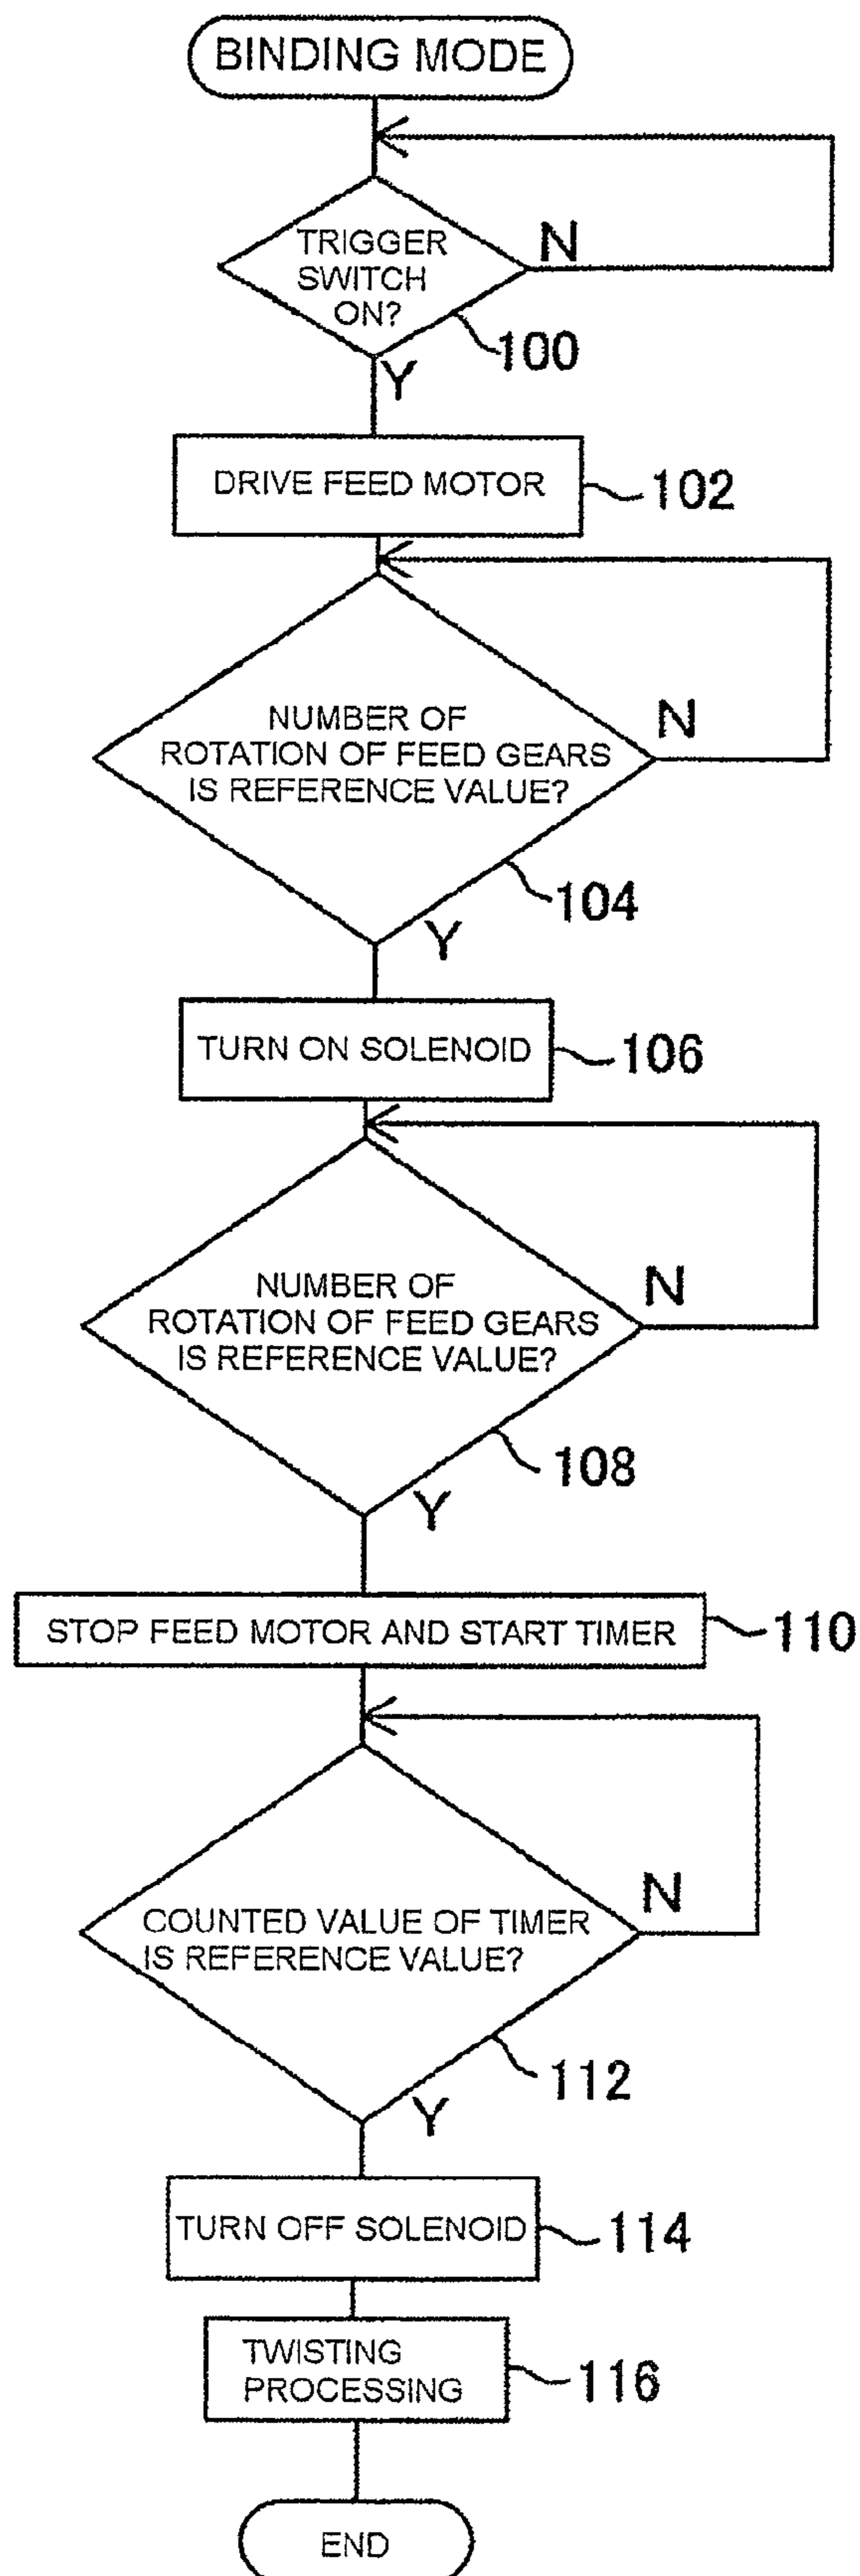 BINDING MODE
TRIGGER
SWITCH
ON?
N
100
Y
DRIVE FEED MOTOR
102
NUMBER OF
ROTATION OF FEED GEARS
IS REFERENCE VALUE?
N
104
Y
TURN ON SOLENOID
106
NUMBER OF
ROTATION OF FEED GEARS
IS REFERENCE VALUE?
N
108
Y
STOP FEED MOTOR AND START TIMER
110
COUNTED VALUE OF TIMER
IS REFERENCE VALUE?
N
112
Y
TURN OFF SOLENOID
114
TWISTING
PROCESSING
116
END